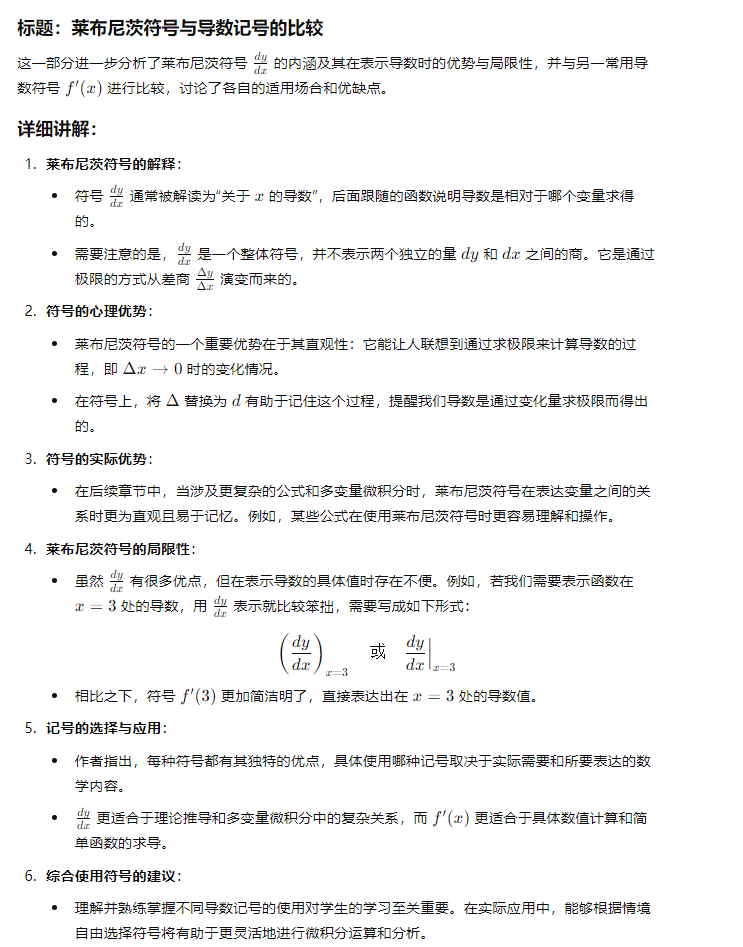 标题：莱布尼茨符号与导数记号的比较
这一部分进一步分析了莱布尼茨符号 dy/dx 的内涵及其在表示导数时的优势与局限性，并与另一常用导
数符号 f′(x) 进行比较，讨论了各自的适用场合和优缺点。
详细讲解：
1. 莱布尼茨符号的解释：
• 符号 dy/dx 通常被解读为“关于 x 的导数”，后面跟随的函数说明导数是相对于哪个变量求得
的。
• 需要注意的是，dy/dx 是一个整体符号，并不表示两个独立的量 dy 和 dx 之间的商。它是通过
极限的方式从差商 Δy/Δx 演变而来的。
2. 符号的心理优势：
• 莱布尼茨符号的一个重要优势在于其直观性：它能让人联想到通过求极限来计算导数的过
程，即 Δx → 0 时的变化情况。
• 在符号上，将 Δ 替换为 d 有助于记住这个过程，提醒我们导数是通过变化量求极限而得出
的。
3. 符号的实际优势：
• 在后续章节中，当涉及更复杂的公式和多变量微积分时，莱布尼茨符号在表达变量之间的关
系时更为直观且易于记忆。例如，某些公式在使用莱布尼茨符号时更容易理解和操作。
4. 莱布尼茨符号的局限性：
• 虽然 dy/dx 有很多优点，但在表示导数的具体值时存在不便。例如，若我们需要表示函数在
x = 3 处的导数，用 dy/dx 表示就比较笨拙，需要写成如下形式：
(dy/dx)x=3 或 dy/dx|x=3
• 相比之下，符号 f′(3) 更加简洁明了，直接表达出在 x = 3 处的导数值。
5. 记号的选择与应用：
• 作者指出，每种符号都有其独特的优点，具体使用哪种记号取决于实际需要和所要表达的数
学内容。
• dy/dx 更适合于理论推导和多变量微积分中的复杂关系，而 f′(x) 更适合于具体数值计算和简
单函数的求导。
6. 综合使用符号的建议：
• 理解并熟练掌握不同导数记号的使用对学生的学习至关重要。在实际应用中，能够根据情境
自由选择符号将有助于更灵活地进行微积分运算和分析。